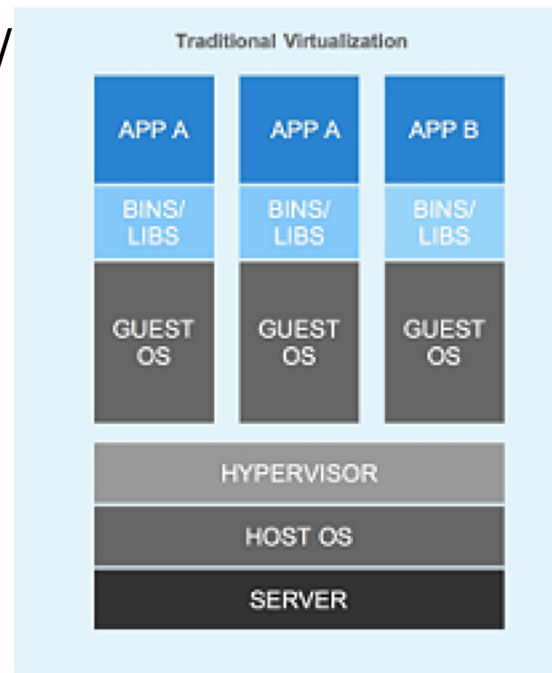 /
Traditional Virtualization
APP A
APP A
APP B
BINS/
LIBS
BINS/
LIBS
BINS/
LIBS
GUEST
OS
GUEST
OS
GUEST
OS
HYPERVISOR
HOST OS
SERVER